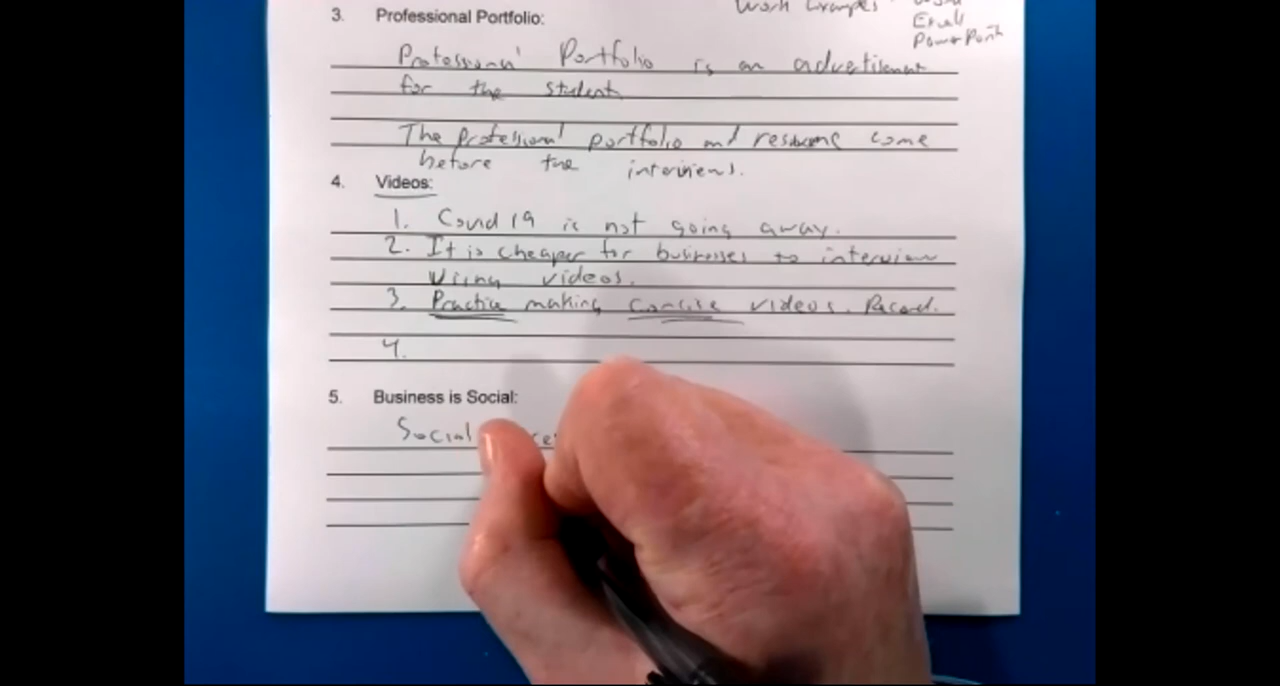 Work Examples
3. Professional Portfolio:
Excell
PowerPoint
Professional Portfolio is an advertisement
for the student
The professional portfolio and resume come
before the interviews.
4. Videos:
1. Covid 19 is not going away.
2. It is cheaper for businesses to interview
Using videos.
3. Practice making concise videos. Record.
4.
5. Business is Social:
Social